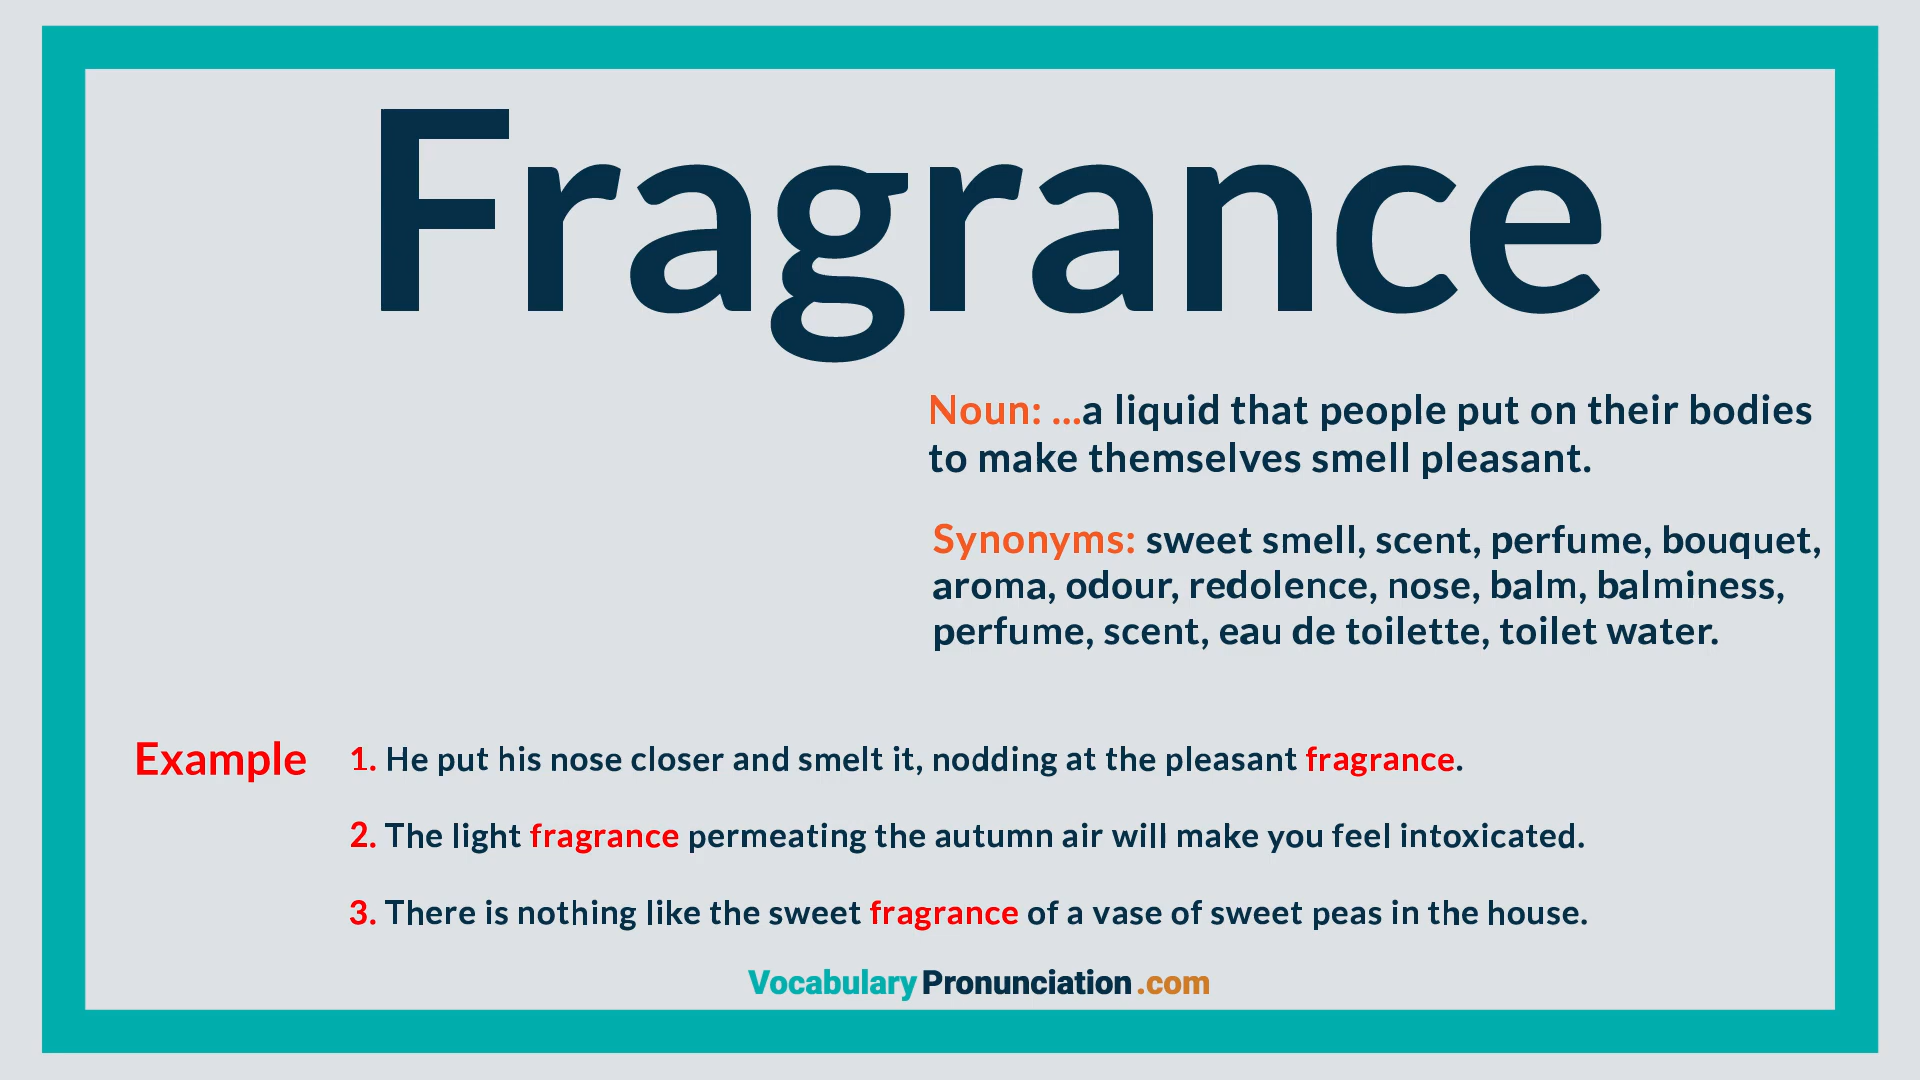 Fragrance
Noun: ...a liquid that people put on their bodies
to make themselves smell pleasant.
Synonyms: sweet smell, scent, perfume, bouquet,
aroma, odour, redolence, nose, balm, balminess,
perfume, scent, eau de toilette, toilet water.
Example 1. He put his nose closer and smelt it, nodding at the pleasant fragrance.
2. The light fragrance permeating the autumn air will make you feel intoxicated.
3. There is nothing like the sweet fragrance of a vase of sweet peas in the house.
VocabularyPronunciation.com